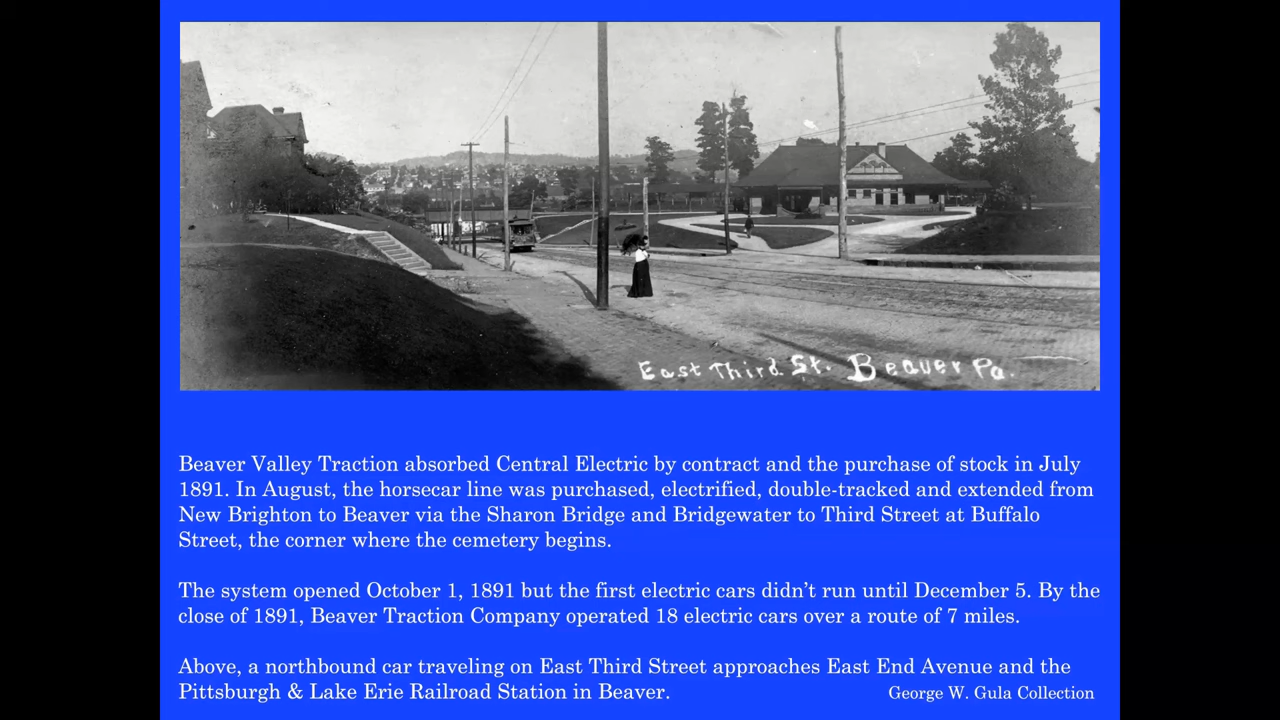 East Third St. Beaver Pa.
Beaver Valley Traction absorbed Central Electric by contract and the purchase of stock in July
1891. In August, the horsecar line was purchased, electrified, double-tracked and extended from
New Brighton to Beaver via the Sharon Bridge and Bridgewater to Third Street at Buffalo
Street, the corner where the cemetery begins.
The system opened October 1, 1891 but the first electric cars didn’t run until December 5. By the
close of 1891, Beaver Traction Company operated 18 electric cars over a route of 7 miles.
Above, a northbound car traveling on East Third Street approaches East End Avenue and the
Pittsburgh & Lake Erie Railroad Station in Beaver.
George W. Gula Collection